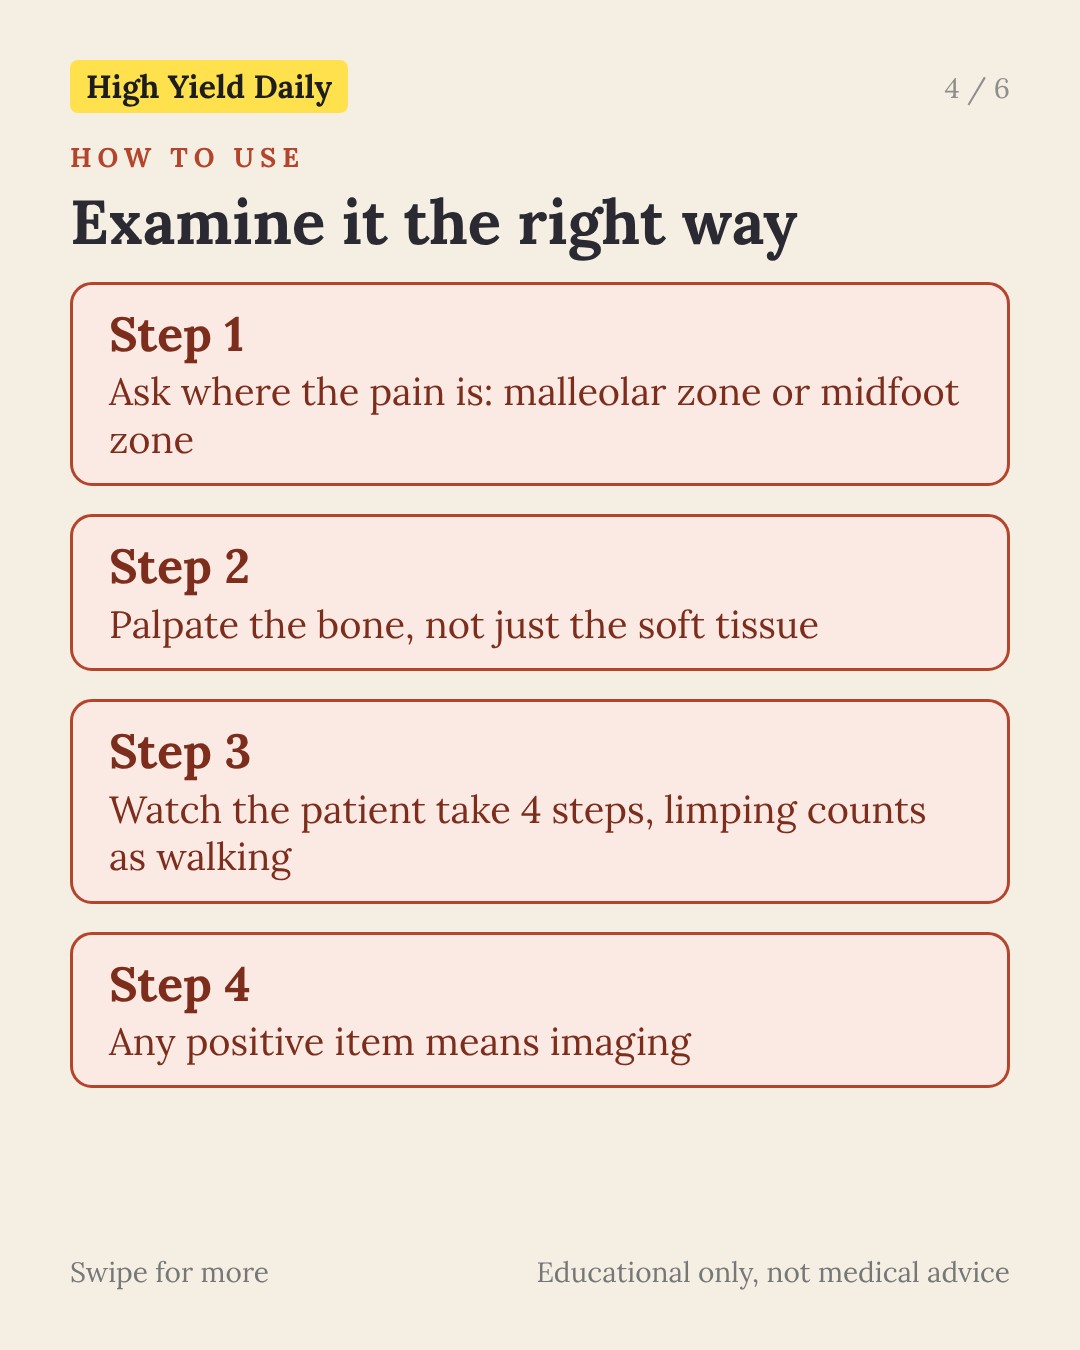 High Yield Daily
4 / 6
HOW TO USE
Examine it the right way
Step 1
Ask where the pain is: malleolar zone or midfoot
zone
Step 2
Palpate the bone, not just the soft tissue
Step 3
Watch the patient take 4 steps, limping counts
as walking
Step 4
Any positive item means imaging
Swipe for more
Educational only, not medical advice